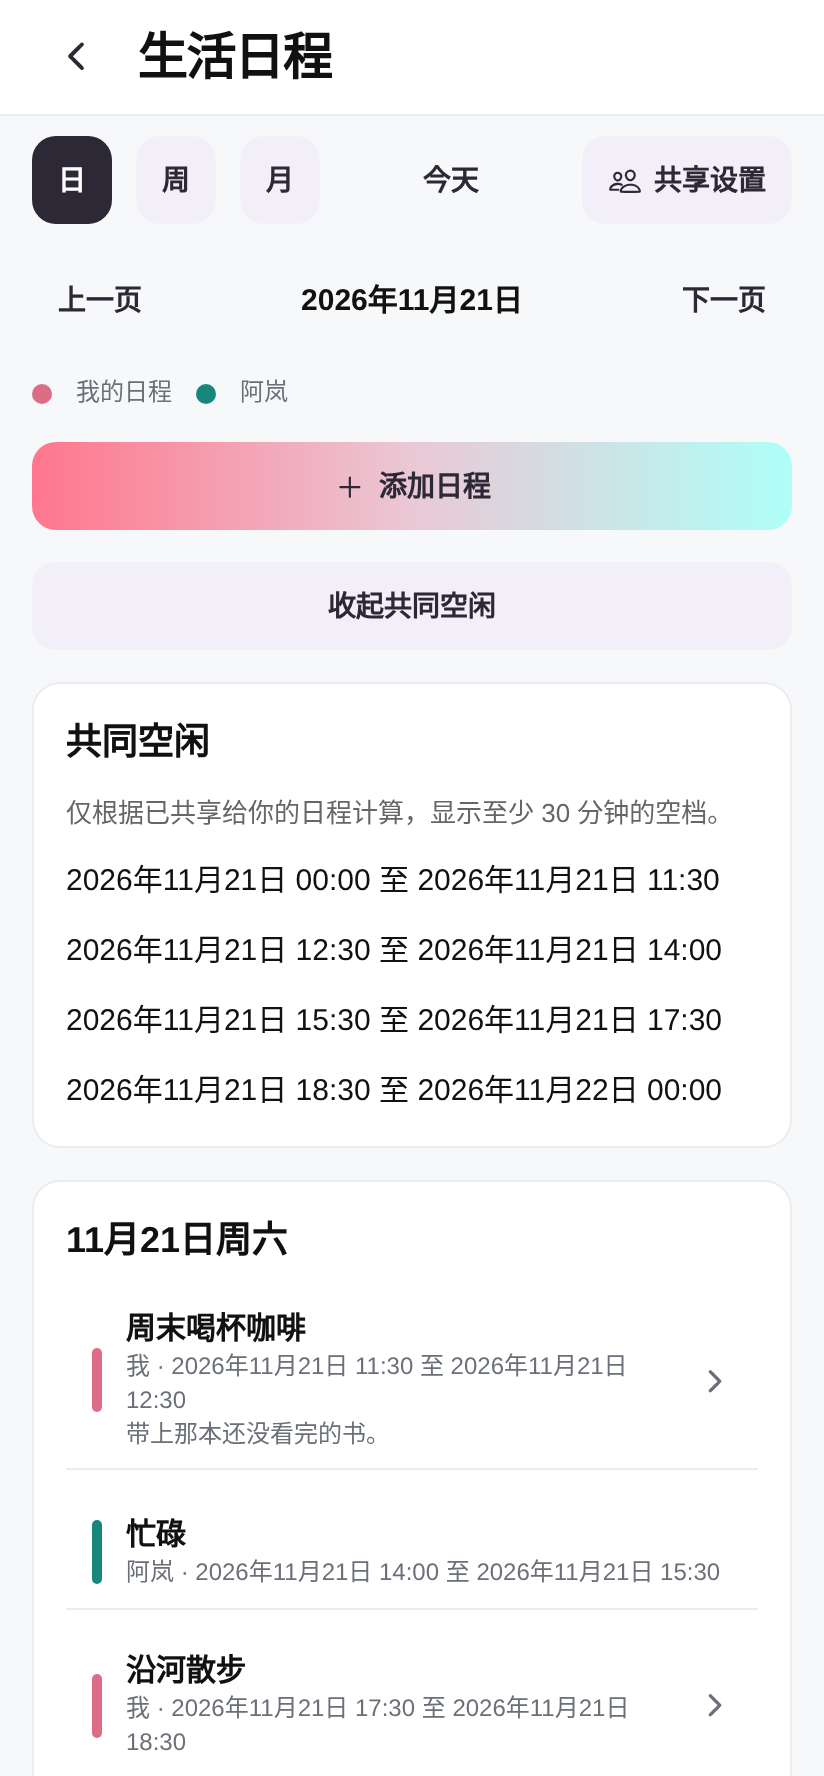 生活日程
日 周 月 今天 共享设置
上一页 2026年11月21日 下一页
我的日程 阿岚
添加日程
收起共同空闲
共同空闲
仅根据已共享给你的日程计算，显示至少 30 分钟的空档。
2026年11月21日 00:00 至 2026年11月21日 11:30
2026年11月21日 12:30 至 2026年11月21日 14:00
2026年11月21日 15:30 至 2026年11月21日 17:30
2026年11月21日 18:30 至 2026年11月22日 00:00
11月21日周六
周末喝杯咖啡
我 · 2026年11月21日 11:30 至 2026年11月21日
12:30
带上那本还没看完的书。
忙碌
阿岚 · 2026年11月21日 14:00 至 2026年11月21日 15:30
沿河散步
我 · 2026年11月21日 17:30 至 2026年11月21日
18:30